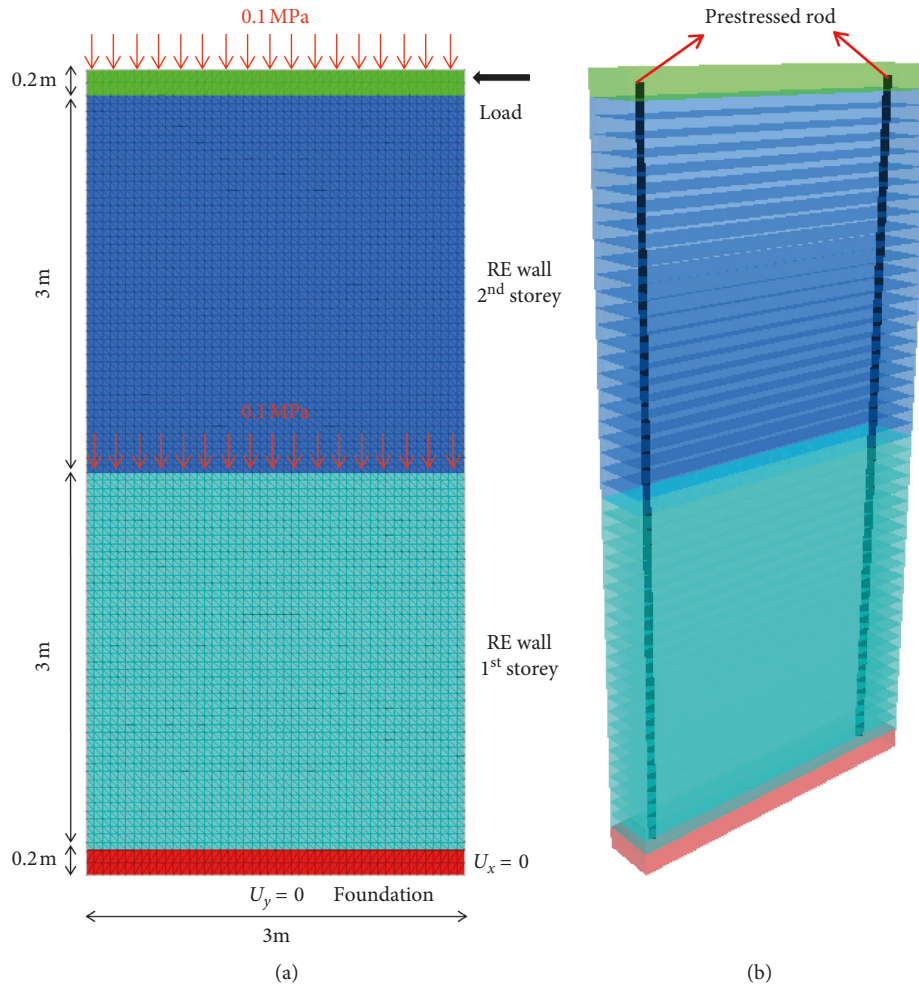 0.1 MPa
Prestressed rod
0.2 m
Load
3 m
RE wall
2nd storey
0.1 MPa
3 m
RE wall
1st storey
0.2 m
Ux = 0
Uy = 0 Foundation
3m
(a)
(b)